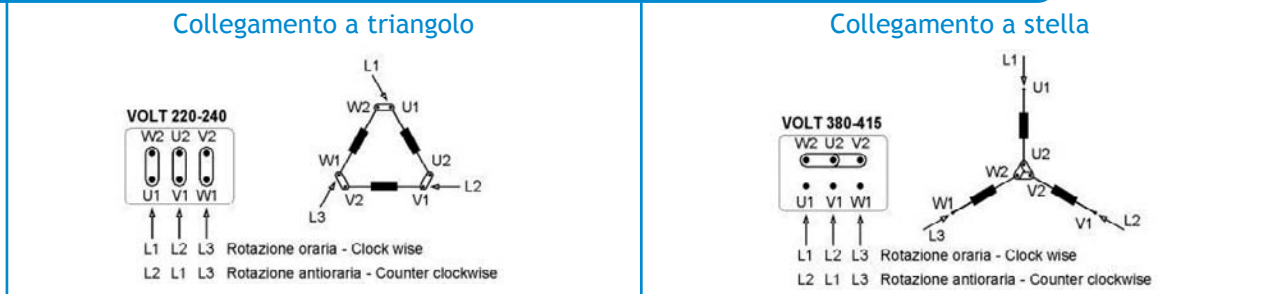 Collegamento a triangolo
VOLT 220-240
W2 U2 V2
U1 V1 W1
L1 L2 L3 Rotazione oraria - Clock wise
L2 L1 L3 Rotazione antioraria - Counter clockwise
L1
W2 U1
W1 U2
V2 V1 L2
L3
Collegamento a stella
VOLT 380-415
W2 U2 V2
U1 V1 W1
L1 L2 L3 Rotazione oraria - Clock wise
L2 L1 L3 Rotazione antioraria - Counter clockwise
L1
U1
U2
W2 V2
W1 V1 L2
L3